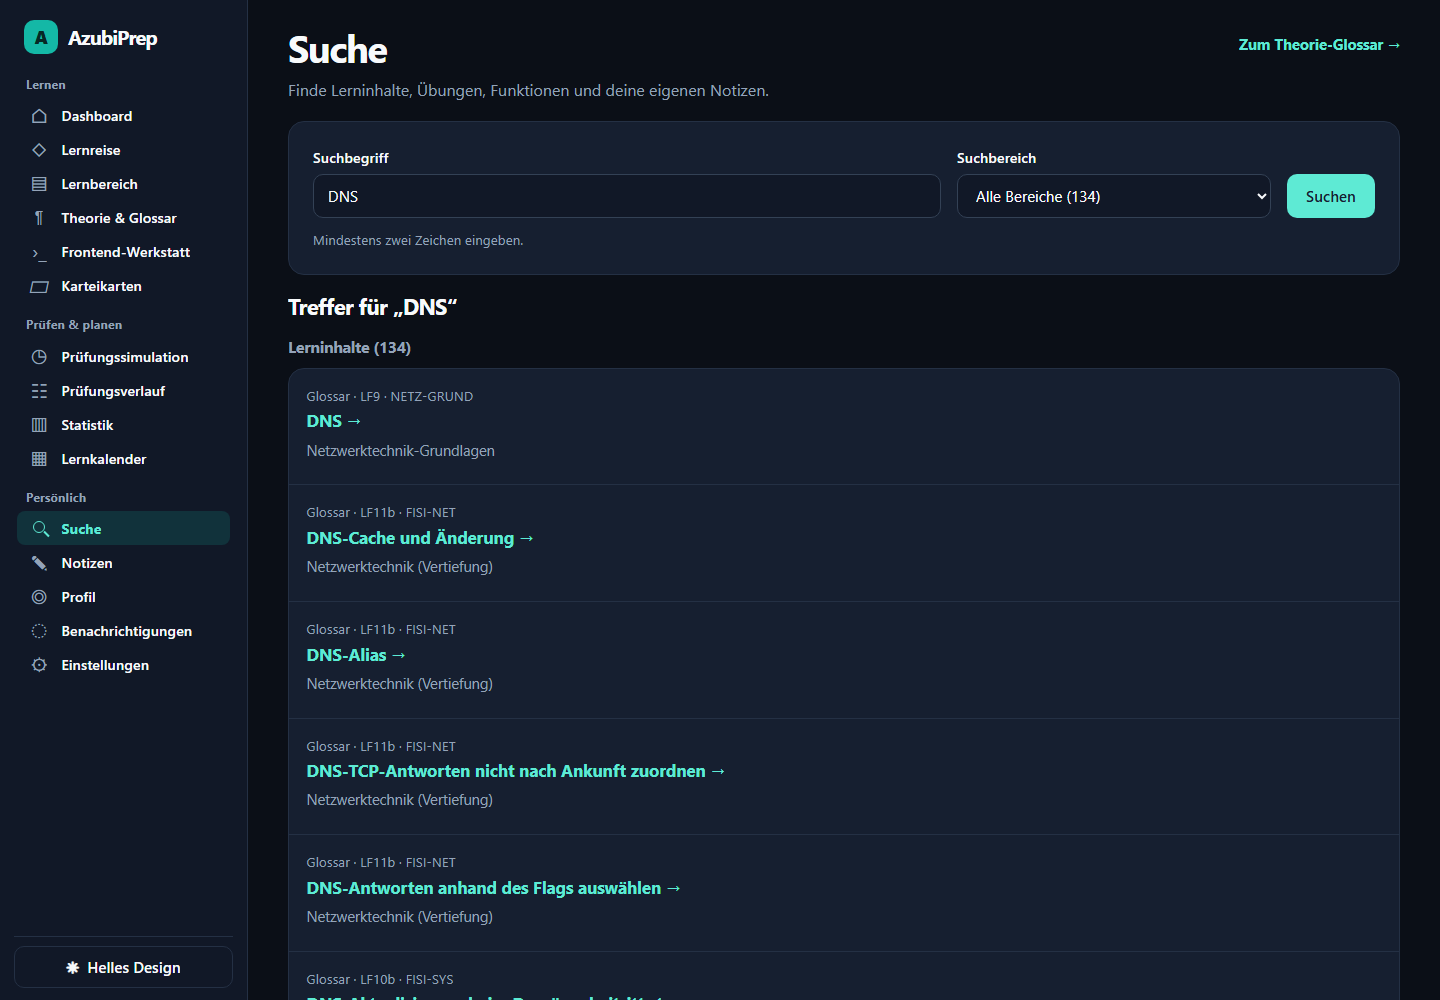 A AzubiPrep
Lernen
Dashboard
Lernreise
Lernbereich
¶ Theorie & Glossar
›_ Frontend-Werkstatt
Karteikarten
Prüfen & planen
Prüfungssimulation
Prüfungsverlauf
Statistik
Lernkalender
Persönlich
Suche
Notizen
Profil
Benachrichtigungen
Einstellungen
Helles Design
Suche
Zum Theorie-Glossar →
Finde Lerninhalte, Übungen, Funktionen und deine eigenen Notizen.
Suchbegriff
DNS
Suchbereich
Alle Bereiche (134)
Suchen
Mindestens zwei Zeichen eingeben.
Treffer für „DNS“
Lerninhalte (134)
Glossar · LF9 · NETZ-GRUND
DNS →
Netzwerktechnik-Grundlagen
Glossar · LF11b · FISI-NET
DNS-Cache und Änderung →
Netzwerktechnik (Vertiefung)
Glossar · LF11b · FISI-NET
DNS-Alias →
Netzwerktechnik (Vertiefung)
Glossar · LF11b · FISI-NET
DNS-TCP-Antworten nicht nach Ankunft zuordnen →
Netzwerktechnik (Vertiefung)
Glossar · LF11b · FISI-NET
DNS-Antworten anhand des Flags auswählen →
Netzwerktechnik (Vertiefung)
Glossar · LF10b · FISI-SYS